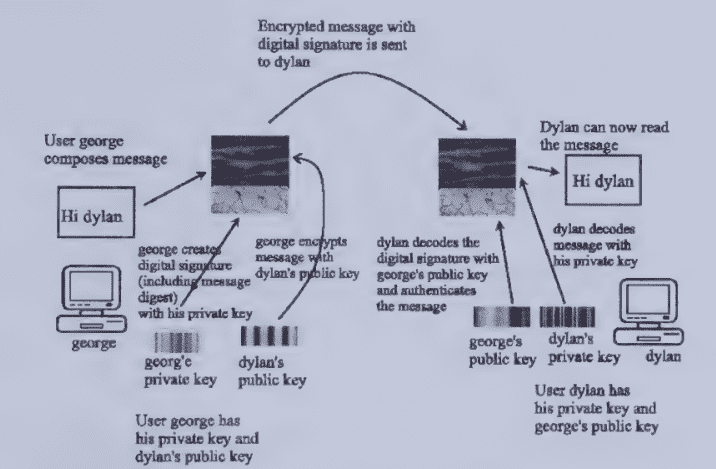 Encrypted message with
digital signature is sent
to dylan
User george
composes message
Hi dylan
george creates
digital signature
(including message
digest)
with his private key
george encrypts
message with
dylan's public key
george
georg'e
private key
dylan's
public key
User george has
his private key and
dylan's public key
Dylan can now read
the message
Hi dylan
dylan decodes the
digital signature with
george's public key
and authenticates
the message
dylan decodes
message with
his private key
george's
public key
dylan's
private key
dylan
User dylan has
his private key and
george's public key